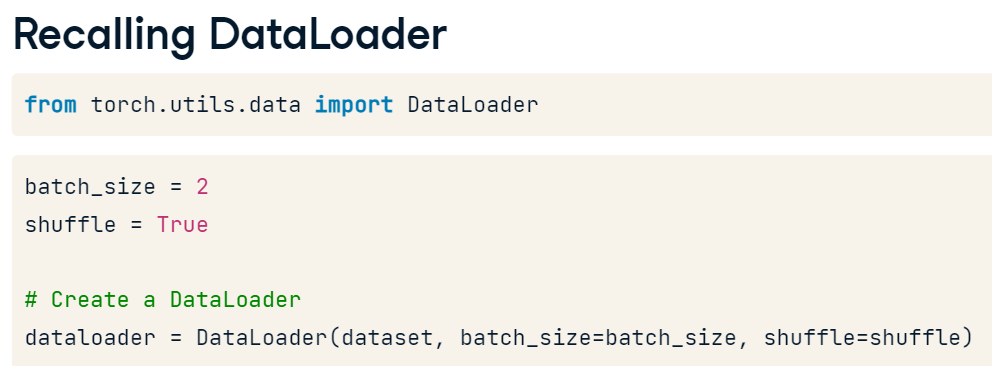 Recalling DataLoader
from torch.utils.data import DataLoader
batch_size = 2
shuffle = True
# Create a DataLoader
dataloader = DataLoader(dataset, batch_size=batch_size, shuffle=shuffle)